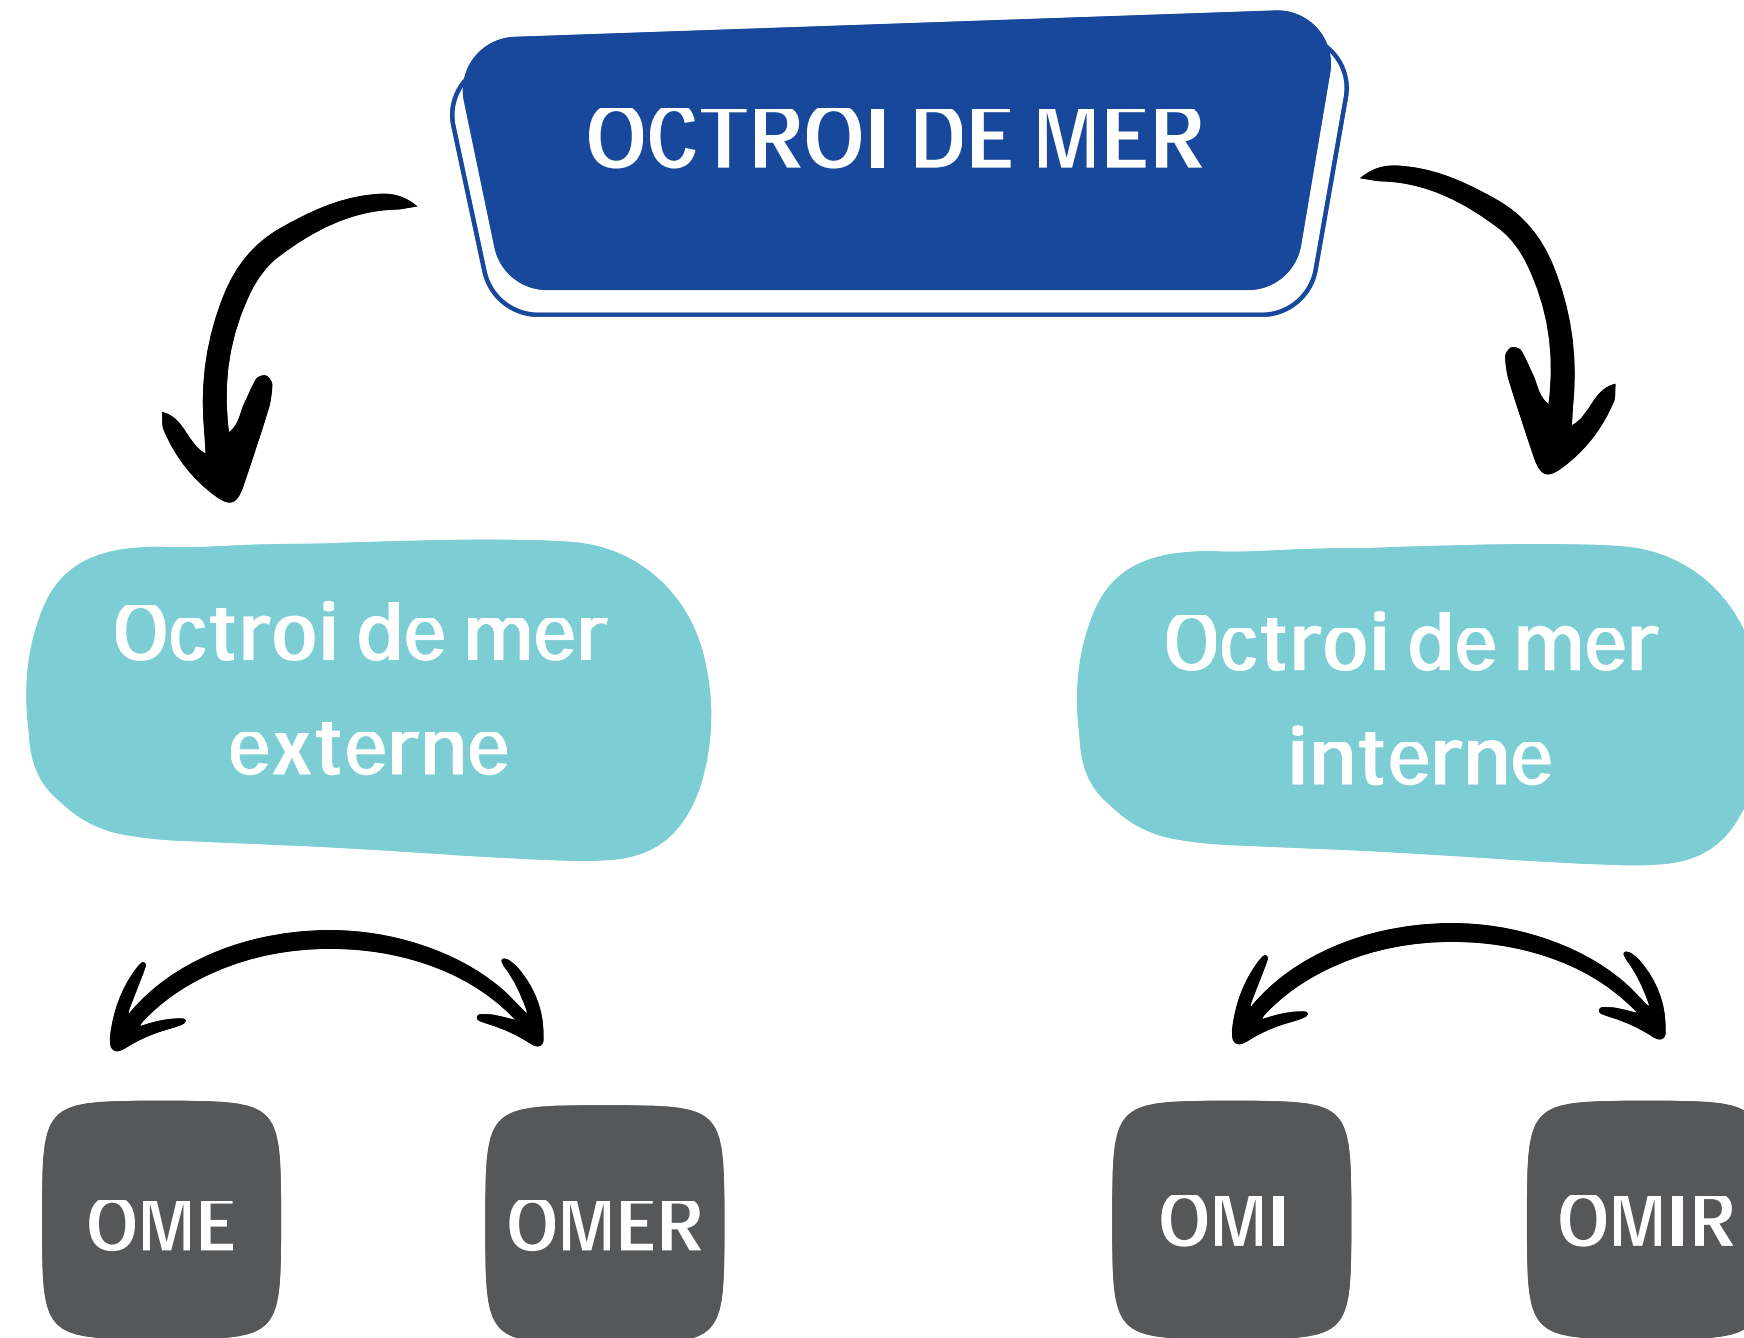 OCTROI DE MER
Octroi de mer
externe
Octroi de mer
interne
OME
OMER
OMI
OMIR